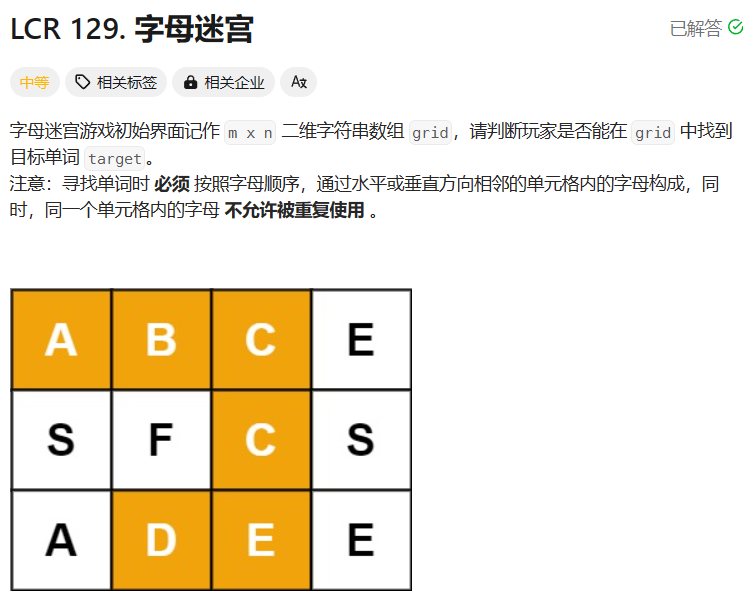 LCR 129. 字母迷宫
已解答
中等 相关标签 相关企业 Ax
字母迷宫游戏初始界面记作 m x n 二维字符串数组 grid，请判断玩家是否能在 grid 中找到
目标单词 target。
注意：寻找单词时 必须 按照字母顺序，通过水平或垂直方向相邻的单元格内的字母构成，同
时，同一个单元格内的字母 不允许被重复使用 。
A B C E
S F C S
A D E E